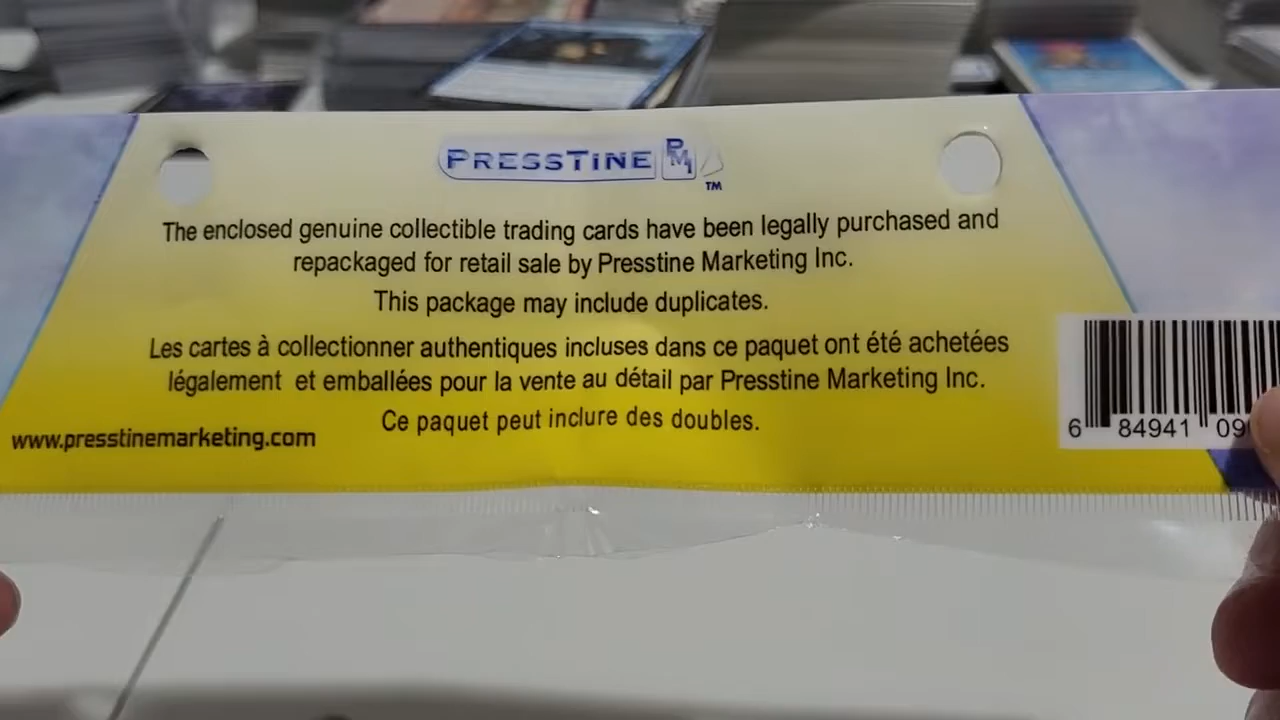 PRESSTINE PMI
TM
The enclosed genuine collectible trading cards have been legally purchased and
repackaged for retail sale by Presstine Marketing Inc.
This package may include duplicates.
Les cartes à collectionner authentiques incluses dans ce paquet ont été achetées
légalement et emballées pour la vente au détail par Presstine Marketing Inc.
Ce paquet peut inclure des doubles.
www.presstinemarketing.com
6 84941 09